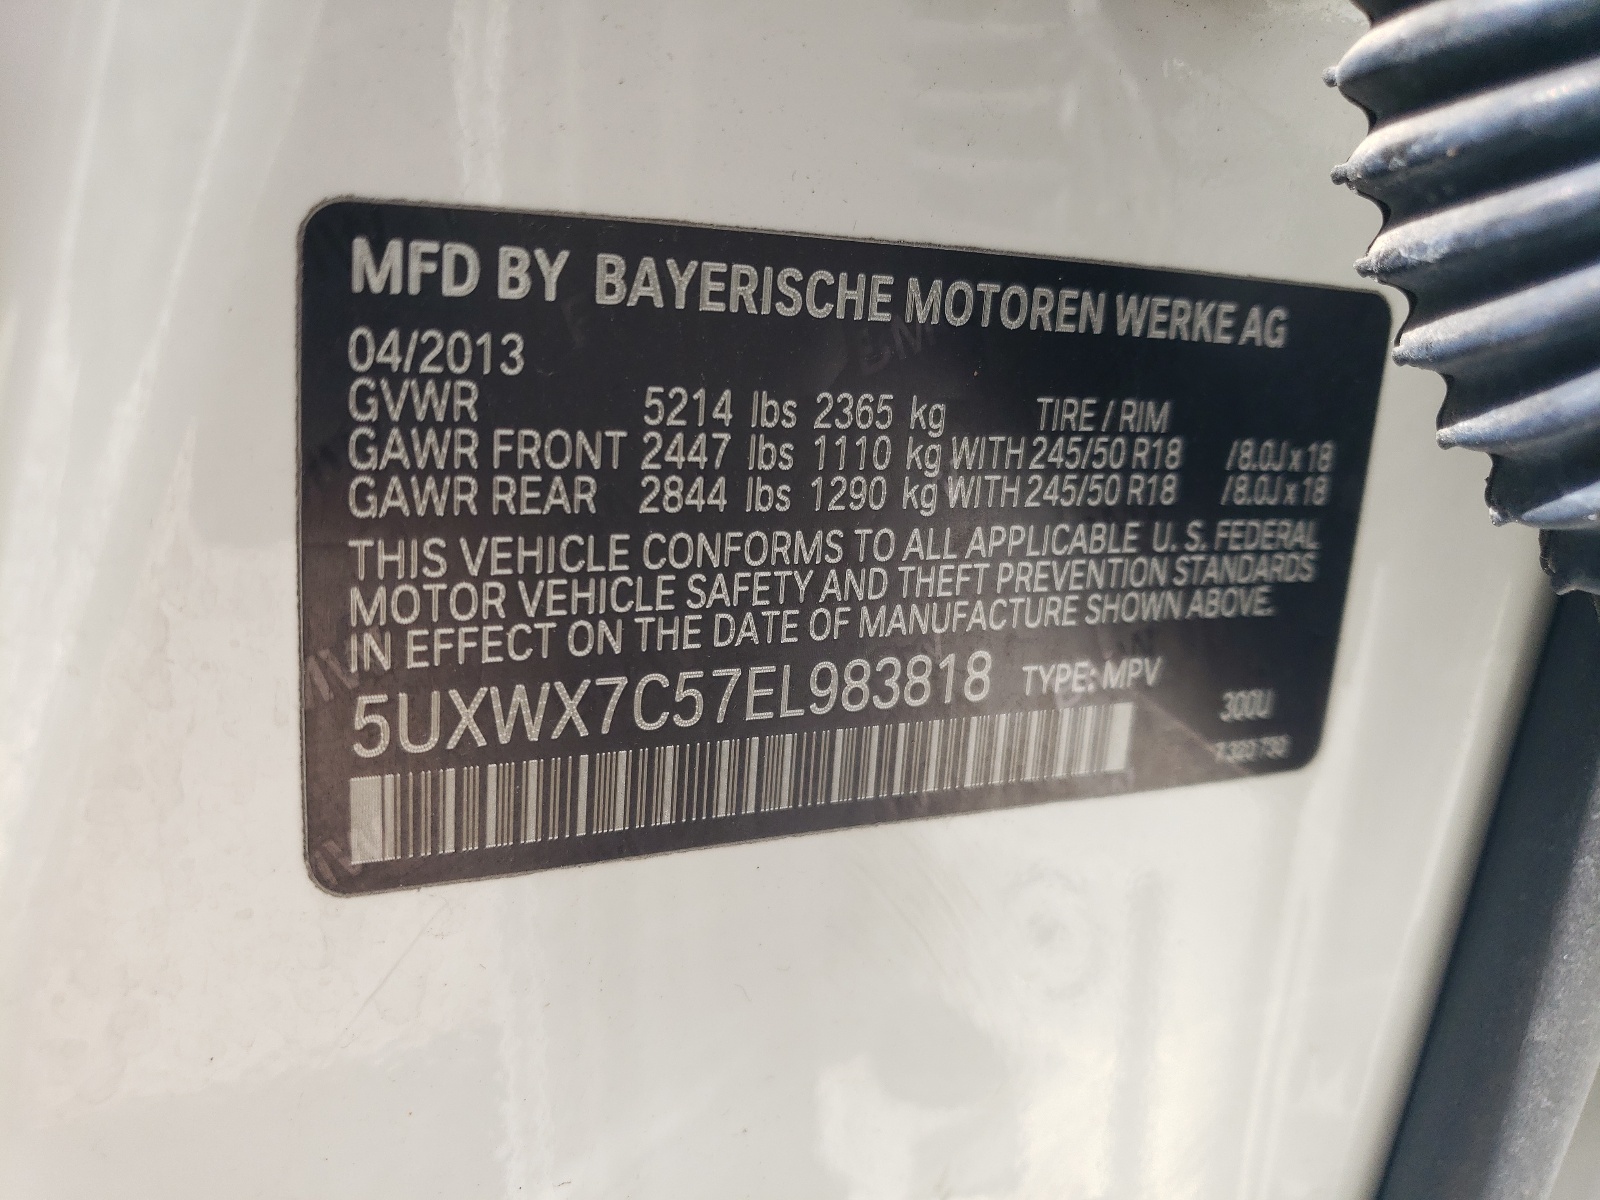 MFD BY BAYERISCHE MOTOREN WERKE AG
04/2013
GVWR 5214 lbs 2365 kg TIRE / RIM
GAWR FRONT 2447 lbs 1110 kg WITH 245/50 R18 /8.0J x 18
GAWR REAR 2844 lbs 1290 kg WITH 245/50 R18 /8.0J x 18
THIS VEHICLE CONFORMS TO ALL APPLICABLE U. S. FEDERAL
MOTOR VEHICLE SAFETY AND THEFT PREVENTION STANDARDS
IN EFFECT ON THE DATE OF MANUFACTURE SHOWN ABOVE.
5UXWX7C57EL983818 TYPE: MPV
300U